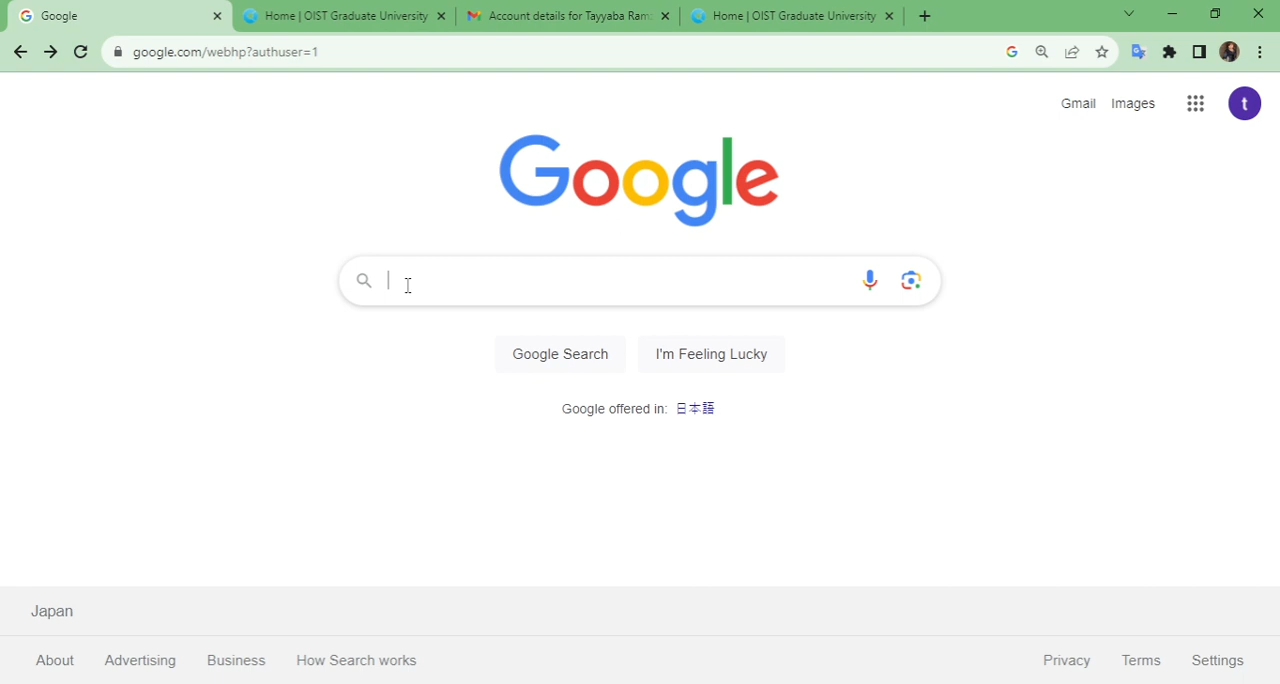 Google
Home | OIST Graduate University
Account details for Tayyaba Ram
Home | OIST Graduate University
google.com/webhp?authuser=1
Gmail
Images
t
Google
Google Search
I'm Feeling Lucky
Google offered in: 日本語
Japan
About
Advertising
Business
How Search works
Privacy
Terms
Settings